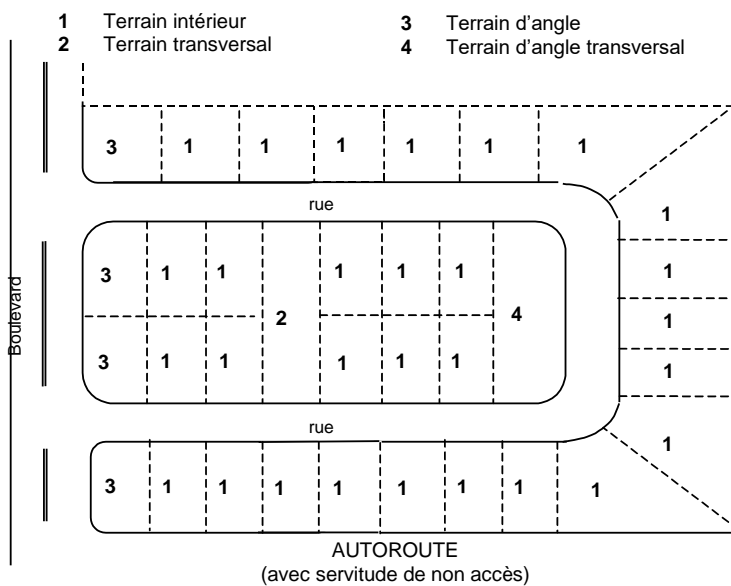 1 Terrain intérieur
2 Terrain transversal
3 Terrain d'angle
4 Terrain d'angle transversal
3 1 1 1 1 1 1
rue
1
3 1 1 1 1 1
1
2 4
1
3 1 1 1 1 1
1
rue
1
3 1 1 1 1 1 1 1 1
Boulevard
AUTOROUTE
(avec servitude de non accès)